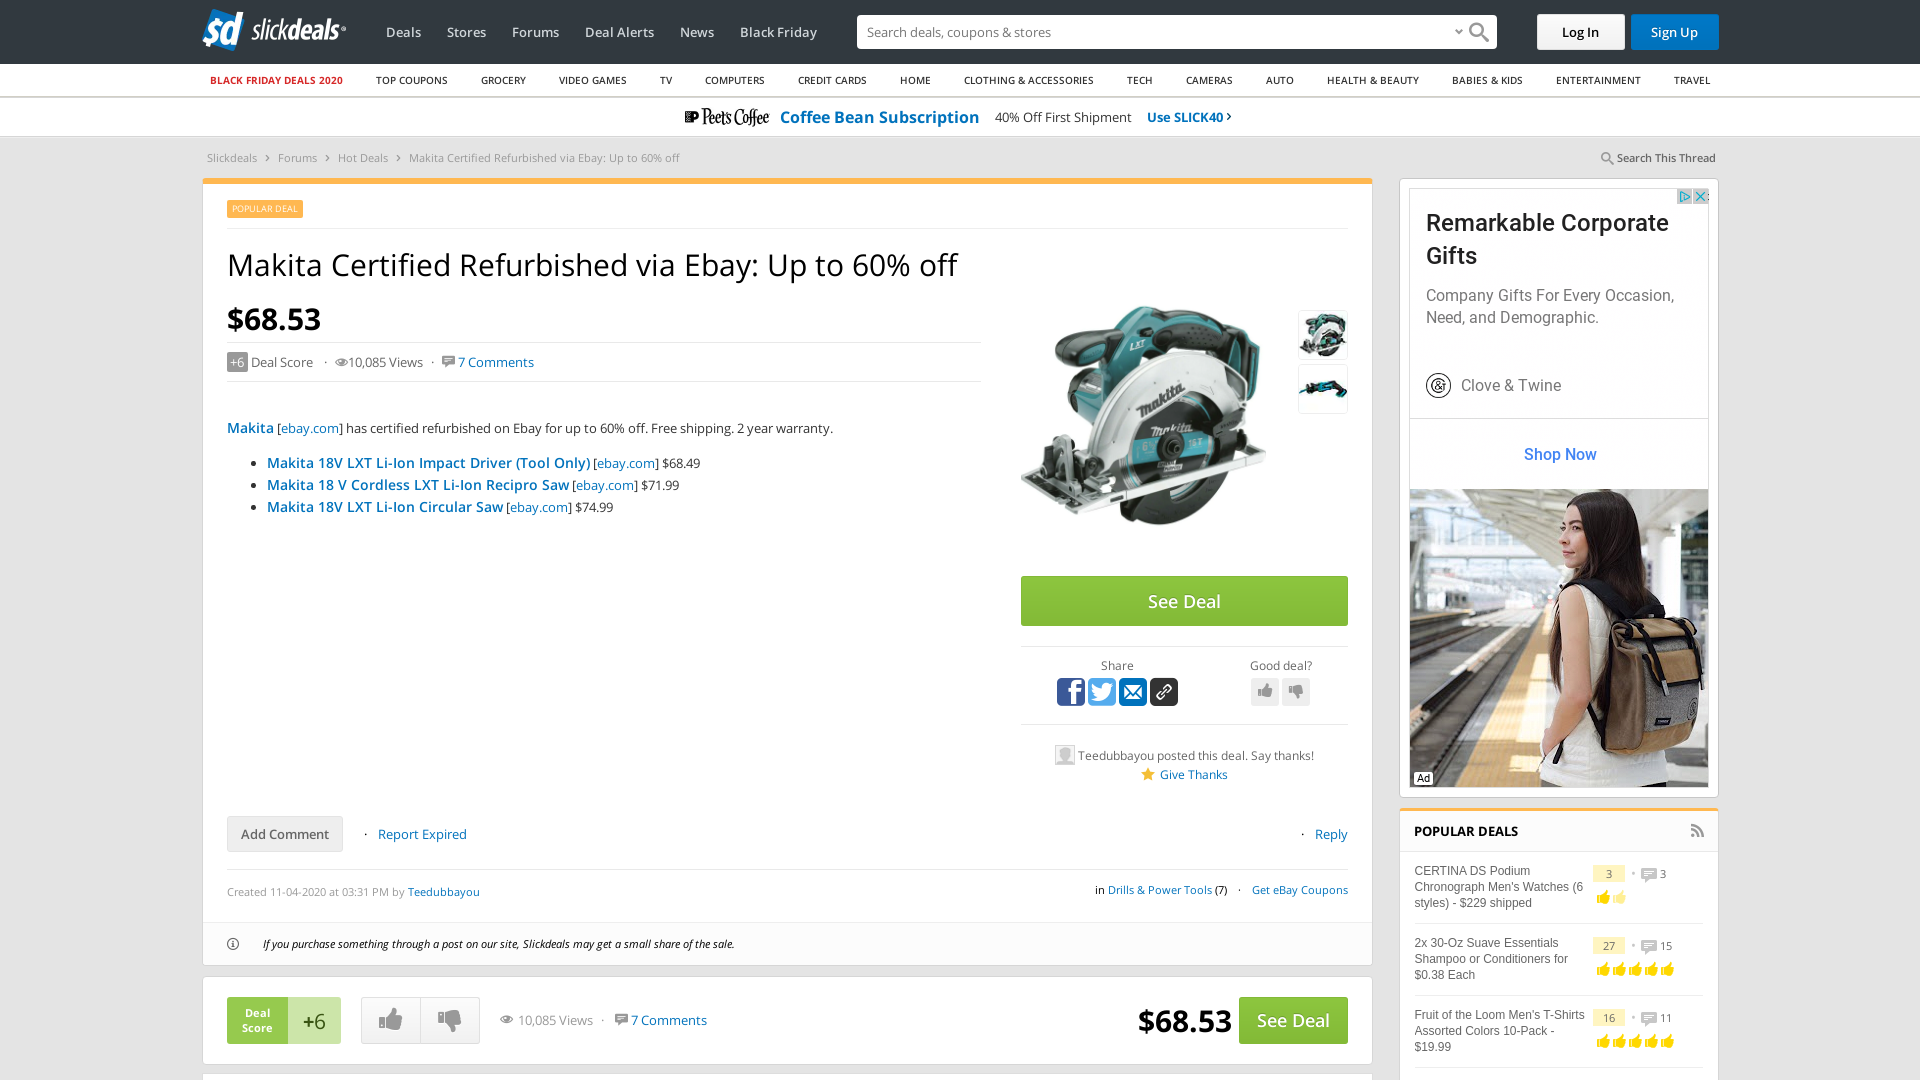 slickdeals
Deals
Stores
Forums
Deal Alerts
News
Black Friday
Search deals, coupons & stores
Log In
Sign Up
BLACK FRIDAY DEALS 2020
TOP COUPONS
GROCERY
VIDEO GAMES
TV
COMPUTERS
CREDIT CARDS
HOME
CLOTHING & ACCESSORIES
TECH
CAMERAS
AUTO
HEALTH & BEAUTY
BABIES & KIDS
ENTERTAINMENT
TRAVEL
Peet's Coffee Coffee Bean Subscription 40% Off First Shipment Use SLICK40 ›
Slickdeals › Forums › Hot Deals › Makita Certified Refurbished via Ebay: Up to 60% off
Search This Thread
POPULAR DEAL
Makita Certified Refurbished via Ebay: Up to 60% off
$68.53
+6 Deal Score · 10,085 Views · 7 Comments
Makita [ebay.com] has certified refurbished on Ebay for up to 60% off. Free shipping. 2 year warranty.
Makita 18V LXT Li-Ion Impact Driver (Tool Only) [ebay.com] $68.49
Makita 18 V Cordless LXT Li-Ion Recipro Saw [ebay.com] $71.99
Makita 18V LXT Li-Ion Circular Saw [ebay.com] $74.99
LXT
makita
makita
See Deal
Share
Good deal?
Teedubbayou posted this deal. Say thanks!
Give Thanks
Add Comment
· Report Expired
· Reply
Created 11-04-2020 at 03:31 PM by Teedubbayou
in Drills & Power Tools (7) · Get eBay Coupons
If you purchase something through a post on our site, Slickdeals may get a small share of the sale.
Deal
Score
+6
10,085 Views · 7 Comments
$68.53
See Deal
Remarkable Corporate
Gifts
Company Gifts For Every Occasion,
Need, and Demographic.
& Clove & Twine
Shop Now
Ad
POPULAR DEALS
CERTINA DS Podium
Chronograph Men's Watches (6
styles) - $229 shipped
3 • 3
2x 30-Oz Suave Essentials
Shampoo or Conditioners for
$0.38 Each
27 • 15
Fruit of the Loom Men's T-Shirts
Assorted Colors 10-Pack -
$19.99
16 • 11